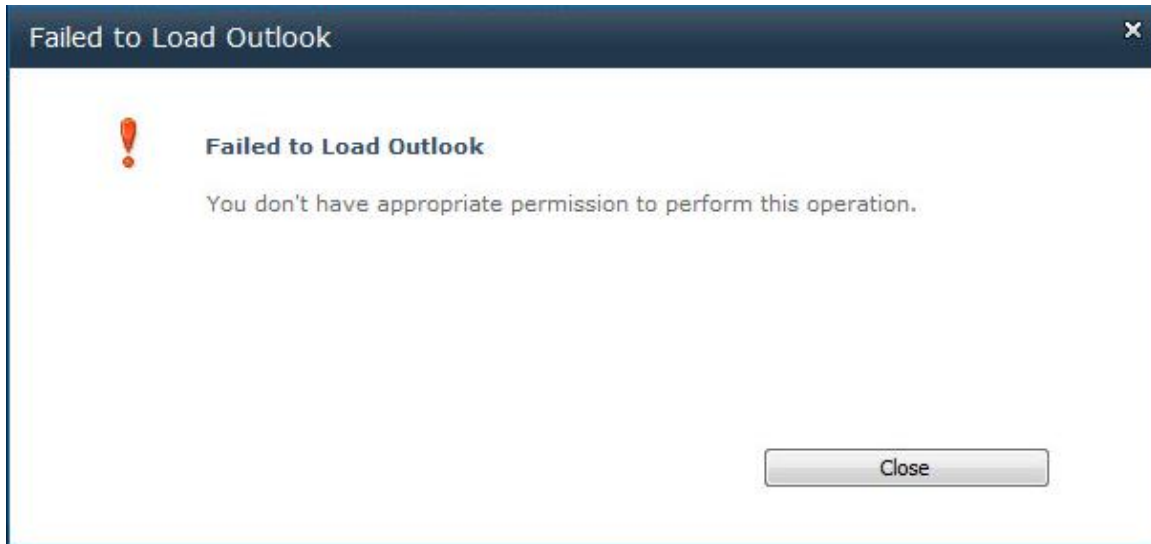 Failed to Load Outlook
Failed to Load Outlook
You don't have appropriate permission to perform this operation.
Close